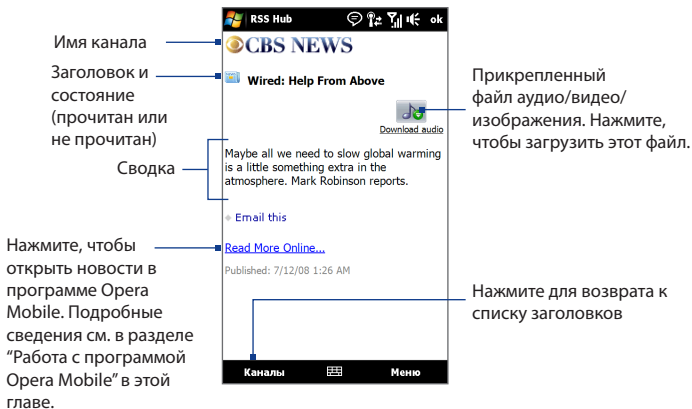 RSS Hub
ok
Имя канала
CBS NEWS
Заголовок и
состояние
(прочитан или
не прочитан)
Wired: Help From Above
Прикрепленный
файл аудио/видео/
изображения. Нажмите,
чтобы загрузить этот файл.
Download audio
Сводка
Maybe all we need to slow global warming
is a little something extra in the
atmosphere. Mark Robinson reports.
Email this
Нажмите, чтобы
открыть новости в
программе Opera
Mobile. Подробные
сведения см. в разделе
“Работа с программой
Opera Mobile” в этой
главе.
Read More Online...
Published: 7/12/08 1:26 AM
Нажмите для возврата к
списку заголовков
Каналы
Меню